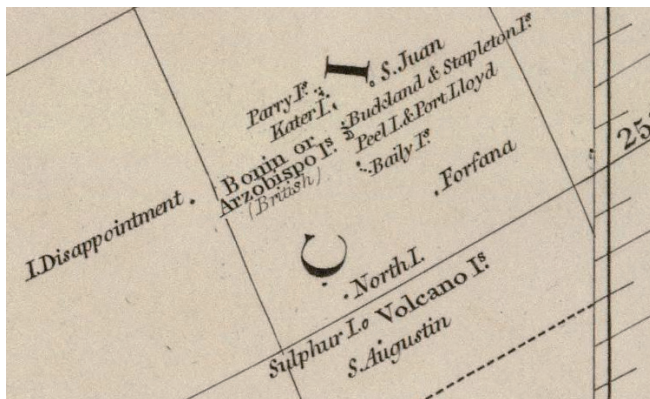 I
S. Juan
Parry Is.
Kater I.
Buckland & Stapleton Is.
Peel I. & Port Lloyd
Bonin or
Arzobispo Is.
(British)
Baily Is.
Forfana
25
I. Disappointment
C
North I.
Sulphur I. Volcano Is.
S. Augustin